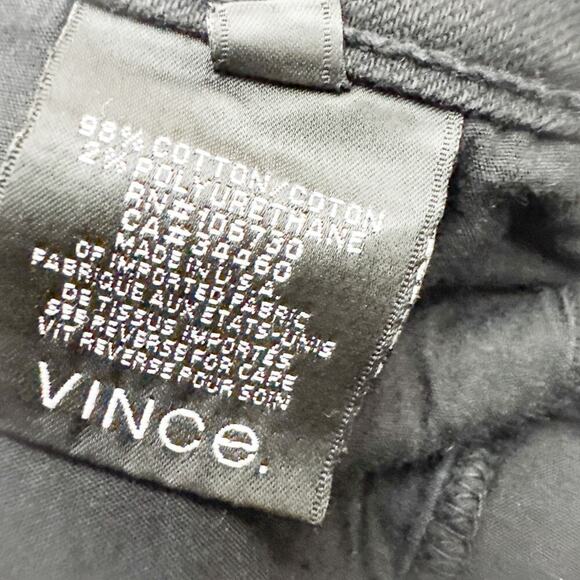 98% COTTON/COTON
2% POLYURETHANE
RN#105730
CA#34460
MADE IN U.S.A
OF IMPORTED FABRIC
FABRIQUE AUX ETATS-UNIS
DE TISSUS IMPORTES
SEE REVERSE FOR CARE
VIT REVERSE POUR SOIN
VINCE.